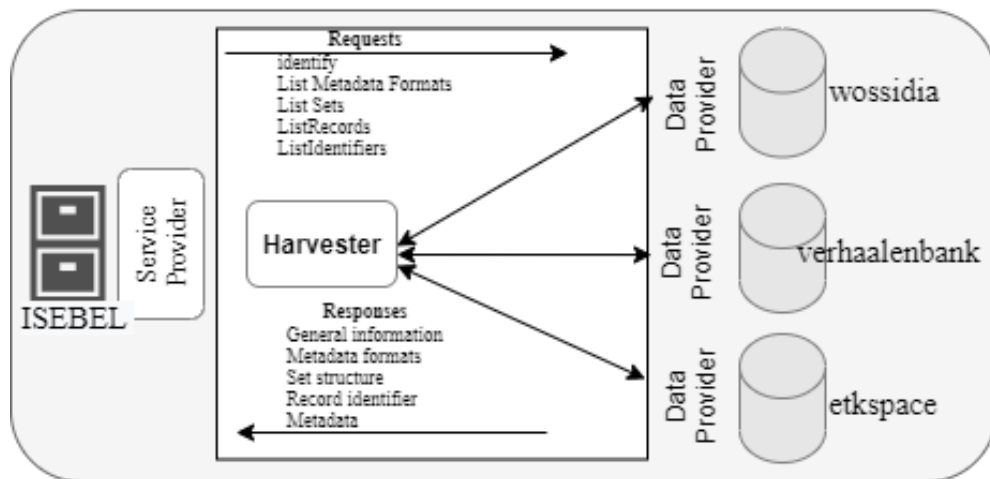 Requests
identify
List Metadata Formats
List Sets
ListRecords
ListIdentifiers
ISEBEL
Service
Provider
Harvester
Responses
General information
Metadata formats
Set structure
Record identifier
Metadata
Data
Provider
wossidia
Data
Provider
verhaalenbank
Data
Provider
etkspace